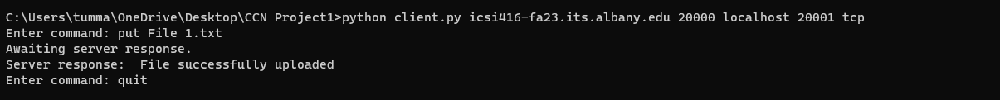 C:\Users\tumma\OneDrive\Desktop\CCN Project1>python client.py icsi416-fa23.its.albany.edu 20000 localhost 20001 tcp
Enter command: put File 1.txt
Awaiting server response.
Server response:  File successfully uploaded
Enter command: quit